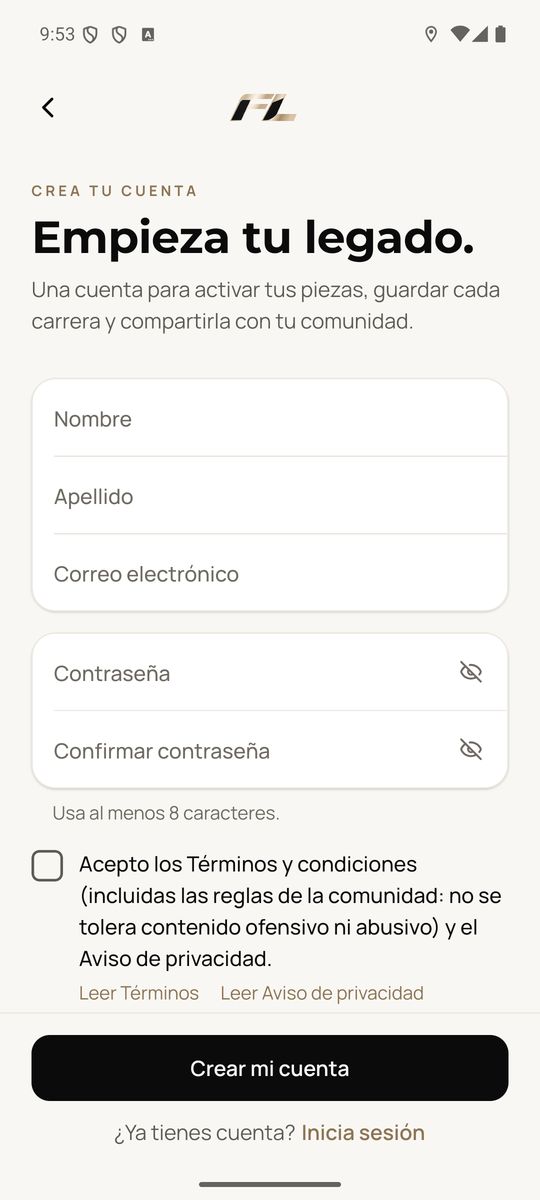 9:53
FL
CREA TU CUENTA
Empieza tu legado.
Una cuenta para activar tus piezas, guardar cada
carrera y compartirla con tu comunidad.
Nombre
Apellido
Correo electrónico
Contraseña
Confirmar contraseña
Usa al menos 8 caracteres.
Acepto los Términos y condiciones
(incluidas las reglas de la comunidad: no se
tolera contenido ofensivo ni abusivo) y el
Aviso de privacidad.
Leer Términos Leer Aviso de privacidad
Crear mi cuenta
¿Ya tienes cuenta? Inicia sesión